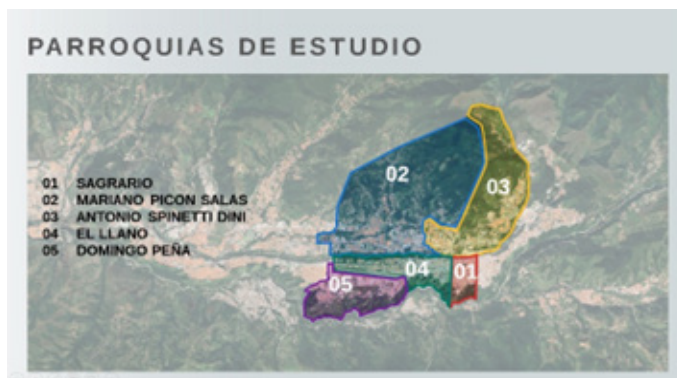 PARROQUIAS DE ESTUDIO
01 SAGRARIO
02 MARIANO PICON SALAS
03 ANTONIO SPINETTI DINI
04 EL LLANO
05 DOMINGO PEÑA
02
03
04
01
05